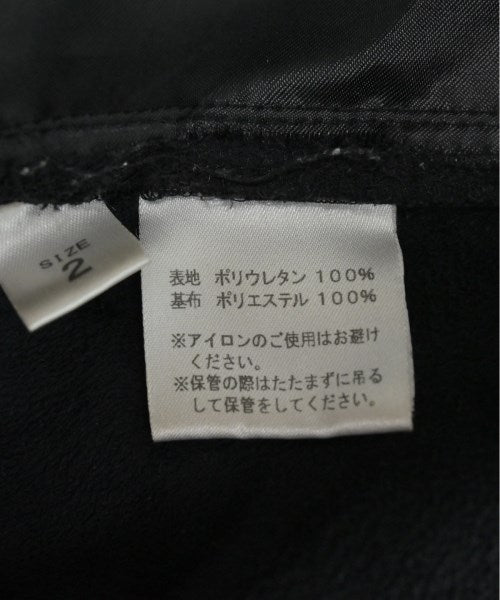 SIZE
2
表地 ポリウレタン 100%
基布 ポリエステル 100%
※アイロンのご使用はお避け
ください。
※保管の際はたたまずに吊る
して保管をしてください。